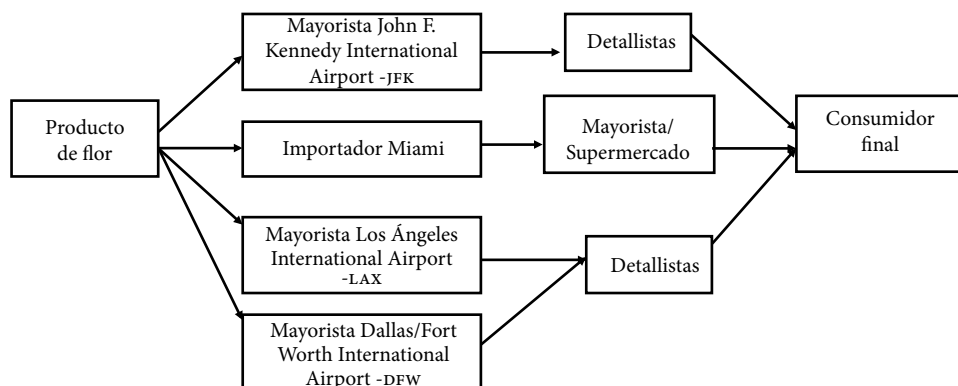 Mayorista John F.
Kennedy International
Airport -JFK
Detallistas
Producto
de flor
Importador Miami
Mayorista/
Supermercado
Consumidor
final
Mayorista Los Ángeles
International Airport
-LAX
Detallistas
Mayorista Dallas/Fort
Worth International
Airport -DFW